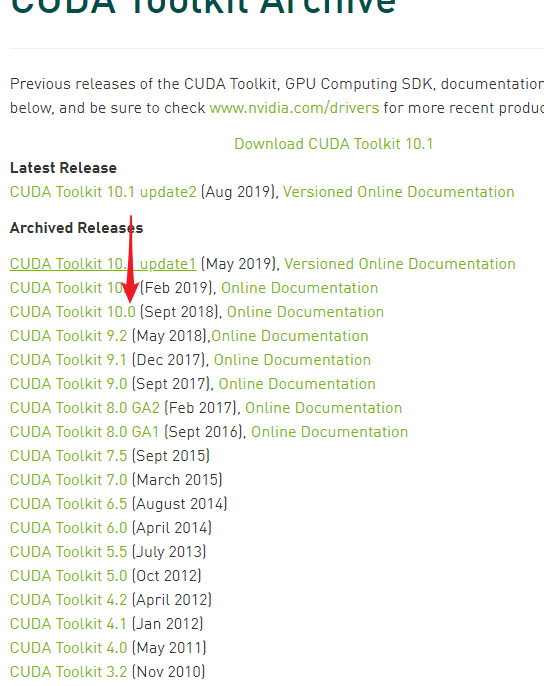 CUDA Toolkit Archive
Previous releases of the CUDA Toolkit, GPU Computing SDK, documentation
below, and be sure to check www.nvidia.com/drivers for more recent produc
Download CUDA Toolkit 10.1
Latest Release
CUDA Toolkit 10.1 update2 (Aug 2019), Versioned Online Documentation
Archived Releases
CUDA Toolkit 10. update1 (May 2019), Versioned Online Documentation
CUDA Toolkit 10. (Feb 2019), Online Documentation
CUDA Toolkit 10.0 (Sept 2018), Online Documentation
CUDA Toolkit 9.2 (May 2018),Online Documentation
CUDA Toolkit 9.1 (Dec 2017), Online Documentation
CUDA Toolkit 9.0 (Sept 2017), Online Documentation
CUDA Toolkit 8.0 GA2 (Feb 2017), Online Documentation
CUDA Toolkit 8.0 GA1 (Sept 2016), Online Documentation
CUDA Toolkit 7.5 (Sept 2015)
CUDA Toolkit 7.0 (March 2015)
CUDA Toolkit 6.5 (August 2014)
CUDA Toolkit 6.0 (April 2014)
CUDA Toolkit 5.5 (July 2013)
CUDA Toolkit 5.0 (Oct 2012)
CUDA Toolkit 4.2 (April 2012)
CUDA Toolkit 4.1 (Jan 2012)
CUDA Toolkit 4.0 (May 2011)
CUDA Toolkit 3.2 (Nov 2010)